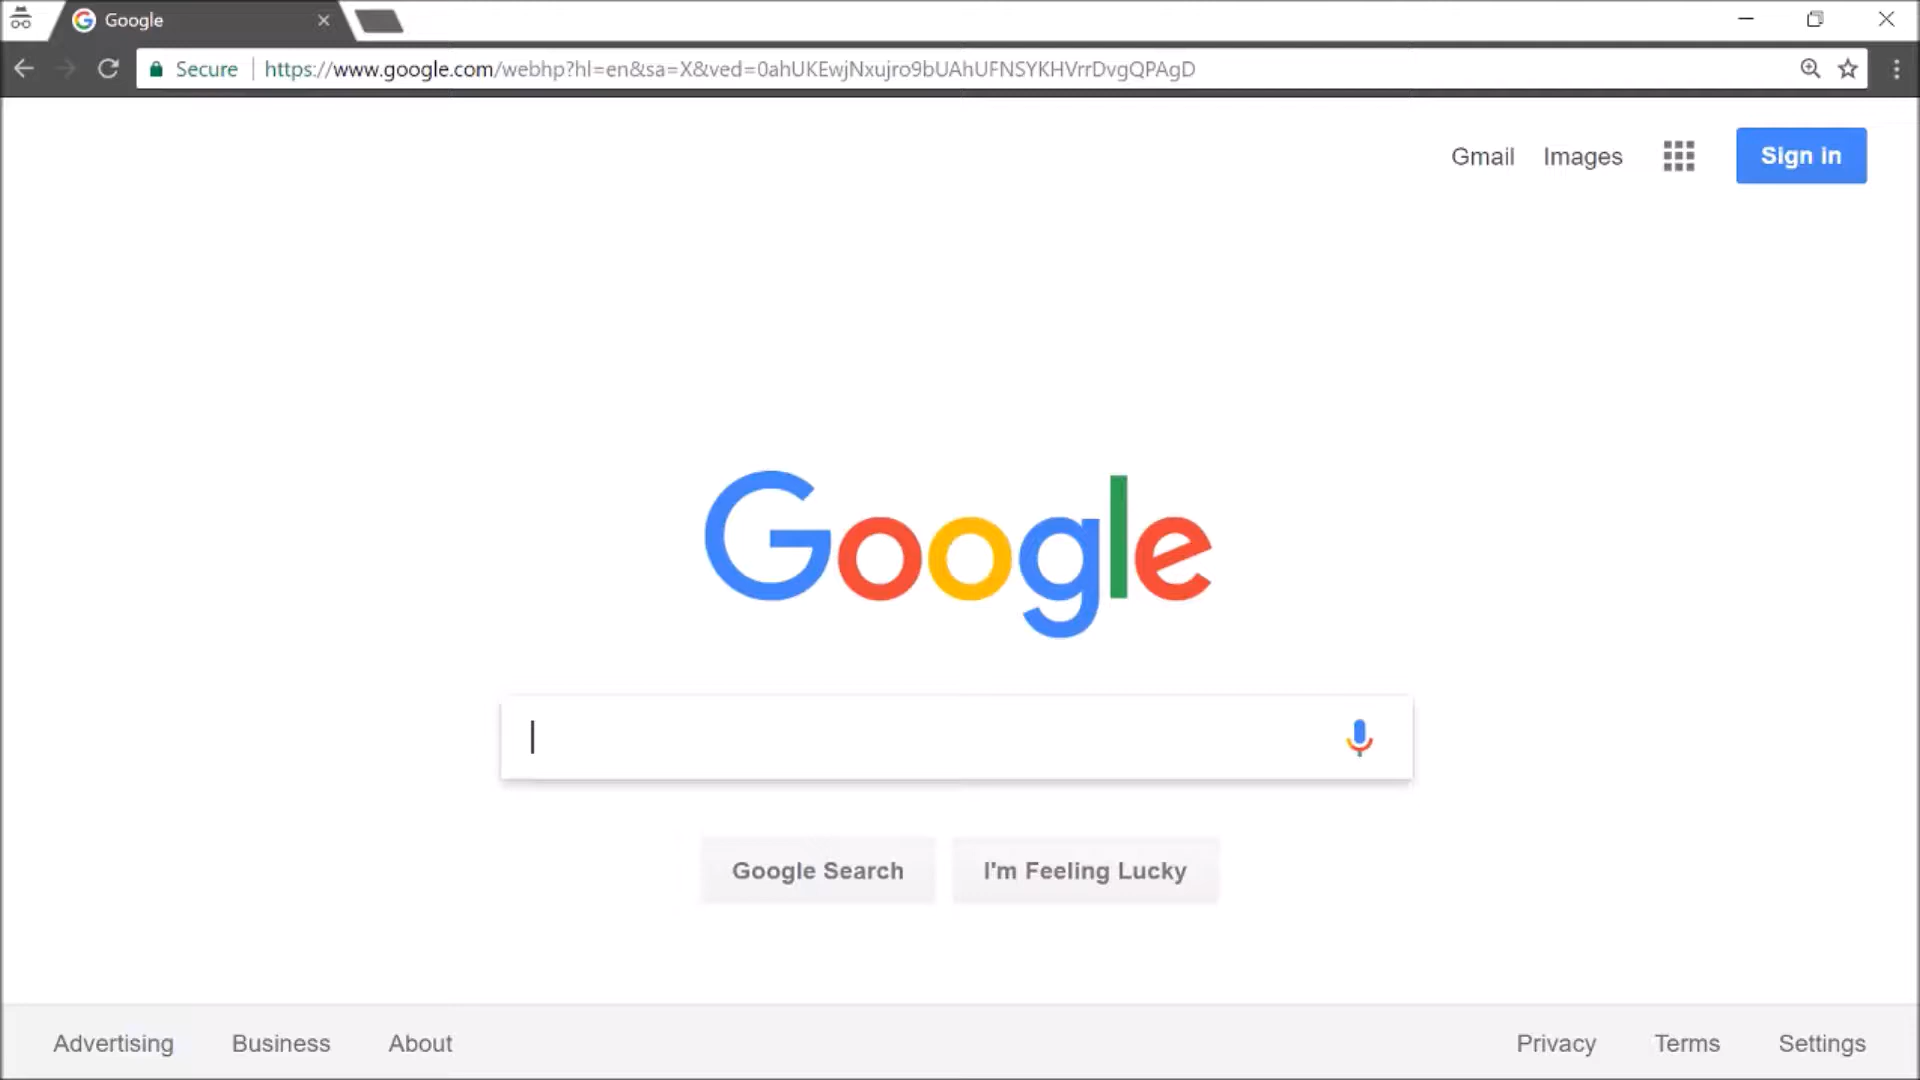 Google
Secure https://www.google.com/webhp?hl=en&sa=X&ved=0ahUKEwjNxujro9bUAhUFNSYKHVrrDvgQPAgD
Gmail Images Sign in
Google
Google Search I'm Feeling Lucky
Advertising Business About Privacy Terms Settings